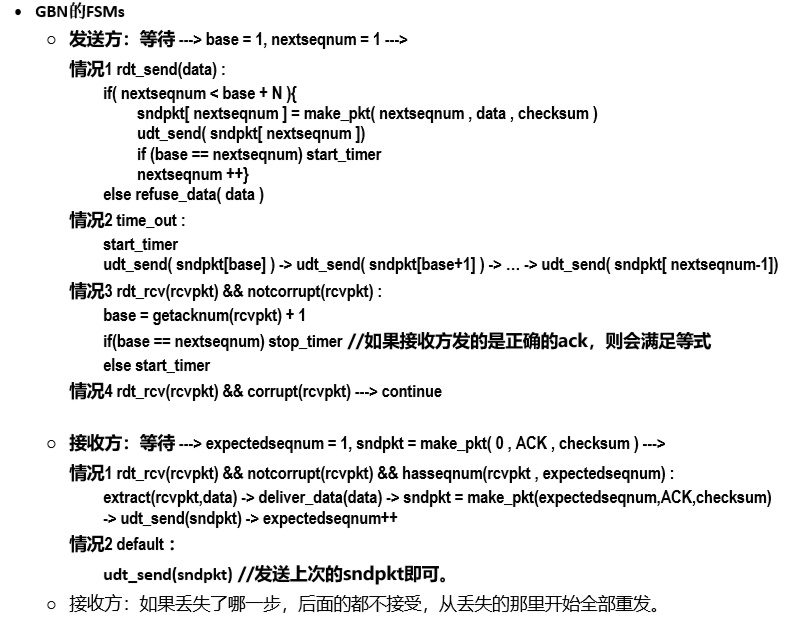 • GBN的FSMs
○ 发送方：等待 ---> base = 1, nextseqnum = 1 --->
情况1 rdt_send(data) :
if( nextseqnum < base + N ){
sndpkt[ nextseqnum ] = make_pkt( nextseqnum , data , checksum )
udt_send( sndpkt[ nextseqnum ])
if (base == nextseqnum) start_timer
nextseqnum ++}
else refuse_data( data )
情况2 time_out :
start_timer
udt_send( sndpkt[base] ) -> udt_send( sndpkt[base+1] ) -> ... -> udt_send( sndpkt[ nextseqnum-1])
情况3 rdt_rcv(rcvpkt) && notcorrupt(rcvpkt) :
base = getacknum(rcvpkt) + 1
if(base == nextseqnum) stop_timer //如果接收方发的是正确的ack，则会满足等式
else start_timer
情况4 rdt_rcv(rcvpkt) && corrupt(rcvpkt) ---> continue
○ 接收方：等待 ---> expectedseqnum = 1, sndpkt = make_pkt( 0 , ACK , checksum ) --->
情况1 rdt_rcv(rcvpkt) && notcorrupt(rcvpkt) && hasseqnum(rcvpkt , expectedseqnum) :
extract(rcvpkt,data) -> deliver_data(data) -> sndpkt = make_pkt(expectedseqnum,ACK,checksum)
-> udt_send(sndpkt) -> expectedseqnum++
情况2 default：
udt_send(sndpkt) //发送上次的sndpkt即可。
○ 接收方：如果丢失了哪一步，后面的都不接受，从丢失的那里开始全部重发。